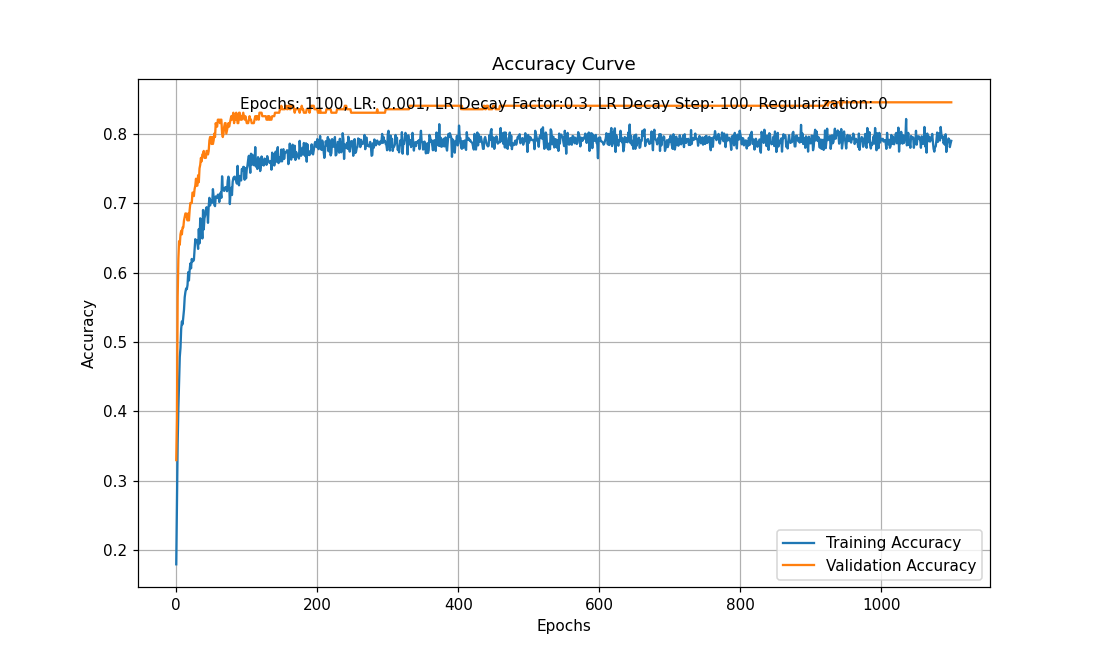 Accuracy Curve
Epochs: 1100, LR: 0.001, LR Decay Factor:0.3, LR Decay Step: 100, Regularization: 0
Accuracy
0.8
0.7
0.6
0.5
0.4
0.3
0.2
Training Accuracy
Validation Accuracy
0 200 400 600 800 1000
Epochs